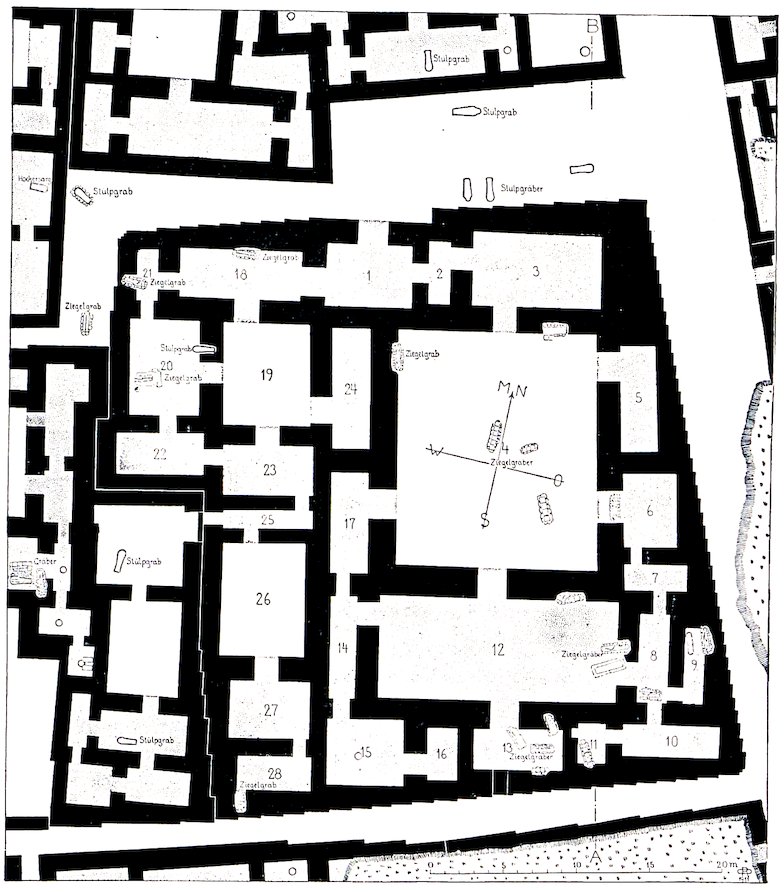 B
Stulpgrab
Stulpgrab
Hockergrab
Stulpgrab
Stulpgräber
Ziegelgrab
21
Ziegelgrab
18
1
2
3
Ziegelgrab
Stulpgrab
20
Ziegelgrab
19
24
Ziegelgrab
5
M N
W
4
Ziegelgräber
O
S
22
23
25
17
6
Gräber
Stulpgrab
26
7
14
12
Ziegelgräber
8
9
27
Stulpgrab
15
16
13
Ziegelgräber
11
10
28
Ziegelgrab
A
0 5 10 15 20 m